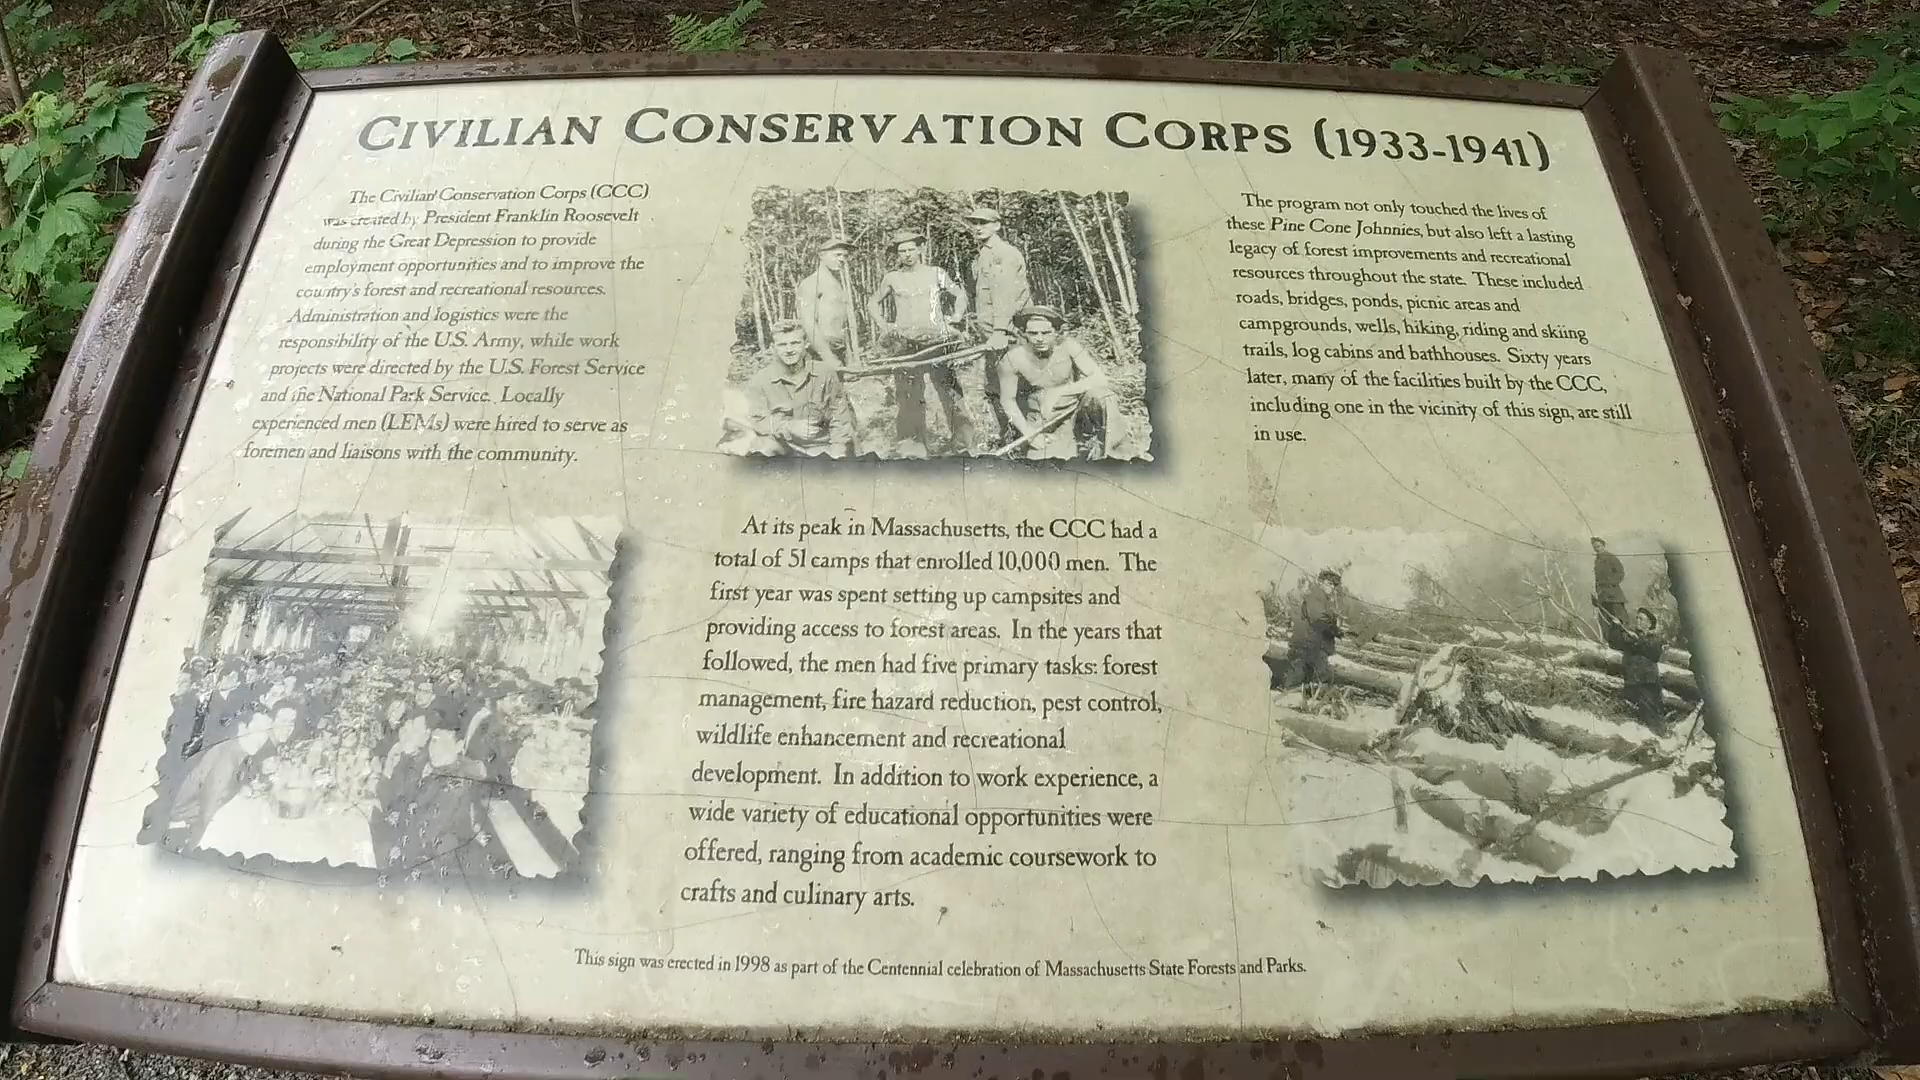 CIVILIAN CONSERVATION CORPS (1933-1941)
The Civilian Conservation Corps (CCC)
was created by President Franklin Roosevelt
during the Great Depression to provide
employment opportunities and to improve the
country's forest and recreational resources.
Administration and logistics were the
responsibility of the U.S. Army, while work
projects were directed by the U.S. Forest Service
and the National Park Service. Locally
experienced men (LEMs) were hired to serve as
foremen and liaisons with the community.
At its peak in Massachusetts, the CCC had a
total of 51 camps that enrolled 10,000 men. The
first year was spent setting up campsites and
providing access to forest areas. In the years that
followed, the men had five primary tasks: forest
management, fire hazard reduction, pest control,
wildlife enhancement and recreational
development. In addition to work experience, a
wide variety of educational opportunities were
offered, ranging from academic coursework to
crafts and culinary arts.
The program not only touched the lives of
these Pine Cone Johnnies, but also left a lasting
legacy of forest improvements and recreational
resources throughout the state. These included
roads, bridges, ponds, picnic areas and
campgrounds, wells, hiking, riding and skiing
trails, log cabins and bathhouses. Sixty years
later, many of the facilities built by the CCC,
including one in the vicinity of this sign, are still
in use.
This sign was erected in 1998 as part of the Centennial celebration of Massachusetts State Forests and Parks.